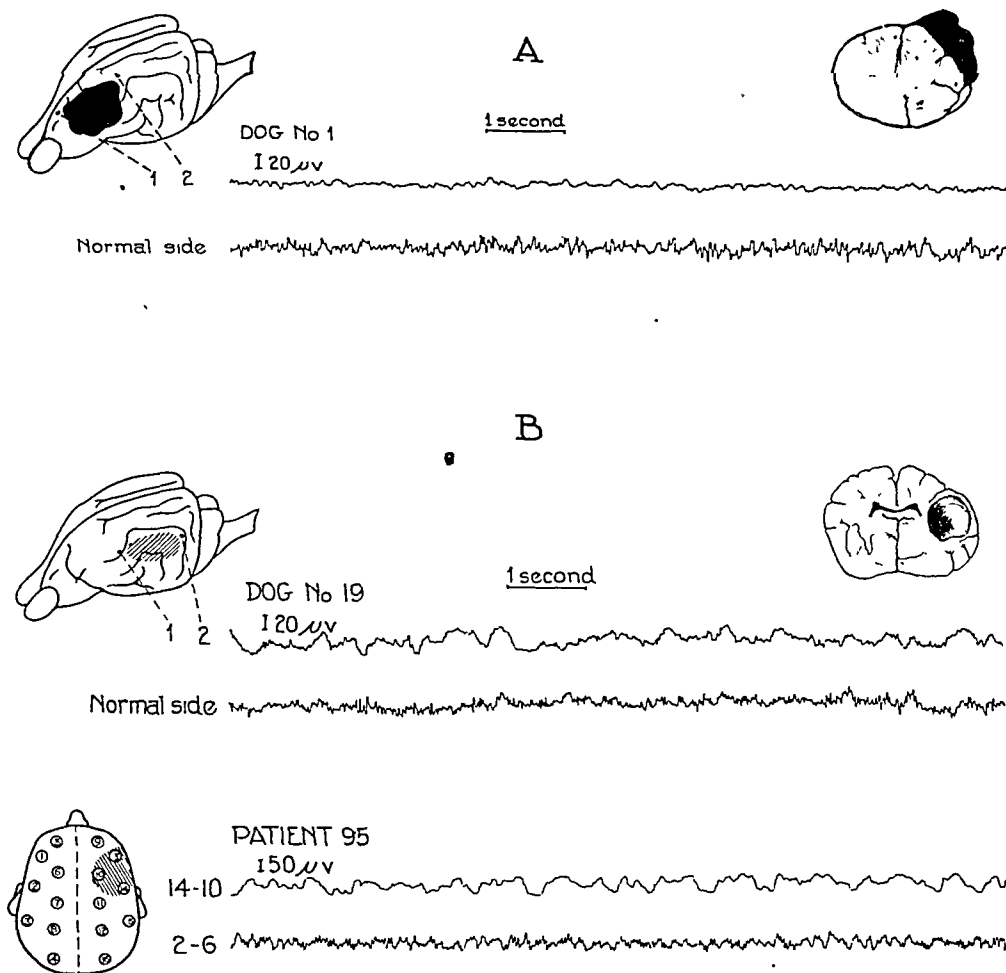 A
1 second
DOG No 1
I 20 μv
1 2
Normal side
B
1 second
DOG No 19
I 20 μv
1 2
Normal side
PATIENT 95
I 50 μv
14-10
2-6